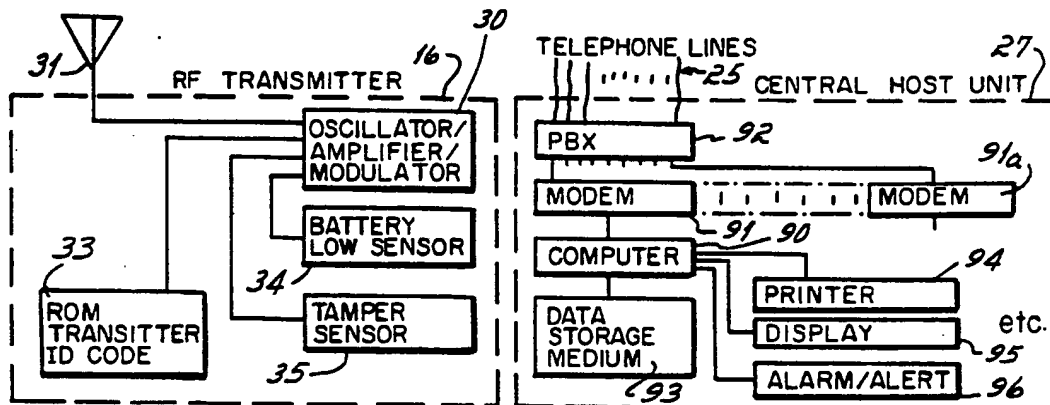 31
RF TRANSMITTER
16
30
OSCILLATOR/
AMPLIFIER/
MODULATOR
BATTERY
LOW SENSOR
34
33
ROM
TRANSITTER
ID CODE
TAMPER
SENSOR
35
TELEPHONE LINES
25
CENTRAL HOST UNIT
27
PBX
92
MODEM
91
MODEM
91a
COMPUTER
90
DATA
STORAGE
MEDIUM
93
PRINTER
94
DISPLAY
95
etc.
ALARM/ALERT
96